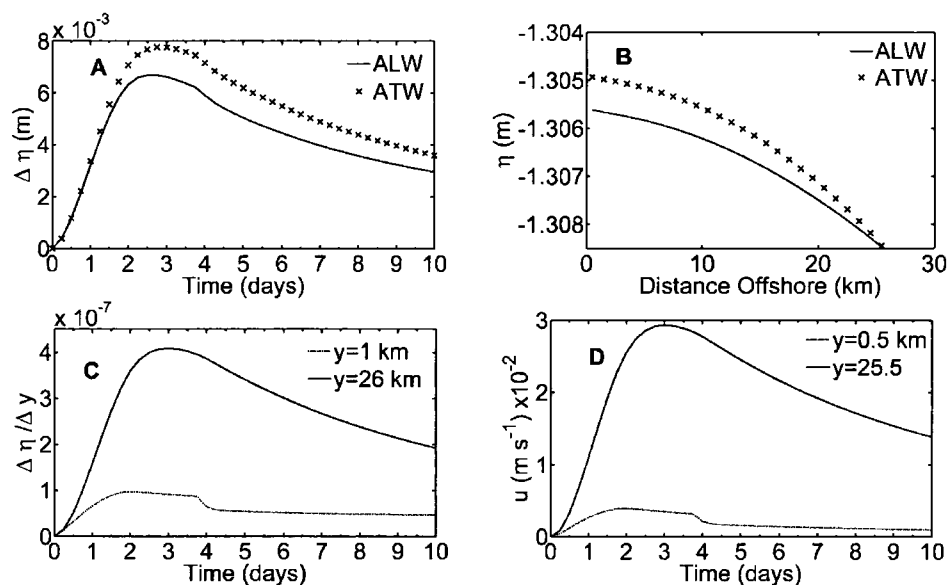 x 10⁻³
8
6
4
2
0
Δ η (m)
A
ALW
ATW
0 1 2 3 4 5 6 7 8 9 10
Time (days)
-1.304
-1.305
-1.306
-1.307
-1.308
η (m)
B
ALW
ATW
0 10 20 30
Distance Offshore (km)
x 10⁻⁷
4
3
2
1
0
Δ η /Δ y
C
y=1 km
y=26 km
0 1 2 3 4 5 6 7 8 9 10
Time (days)
3
2
1
0
u (m s⁻¹) x10⁻²
D
y=0.5 km
y=25.5
0 1 2 3 4 5 6 7 8 9 10
Time (days)